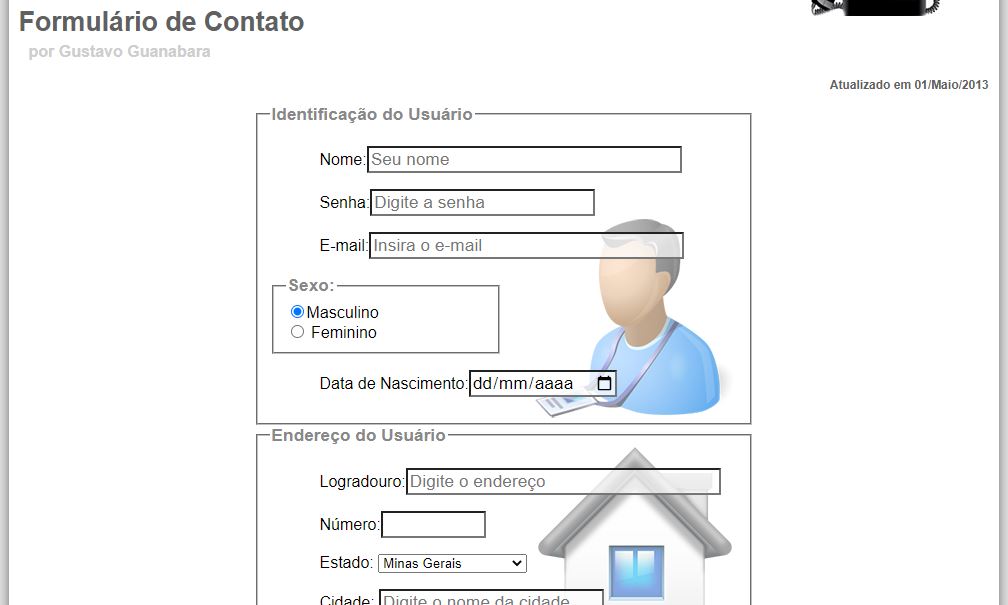 Formulário de Contato
por Gustavo Guanabara
Atualizado em 01/Maio/2013
Identificação do Usuário
Nome: Seu nome
Senha: Digite a senha
E-mail: Insira o e-mail
Sexo:
Masculino
Feminino
Data de Nascimento: dd/mm/aaaa
Endereço do Usuário
Logradouro: Digite o endereço
Número:
Estado: Minas Gerais
Cidade: Digite o nome da cidade